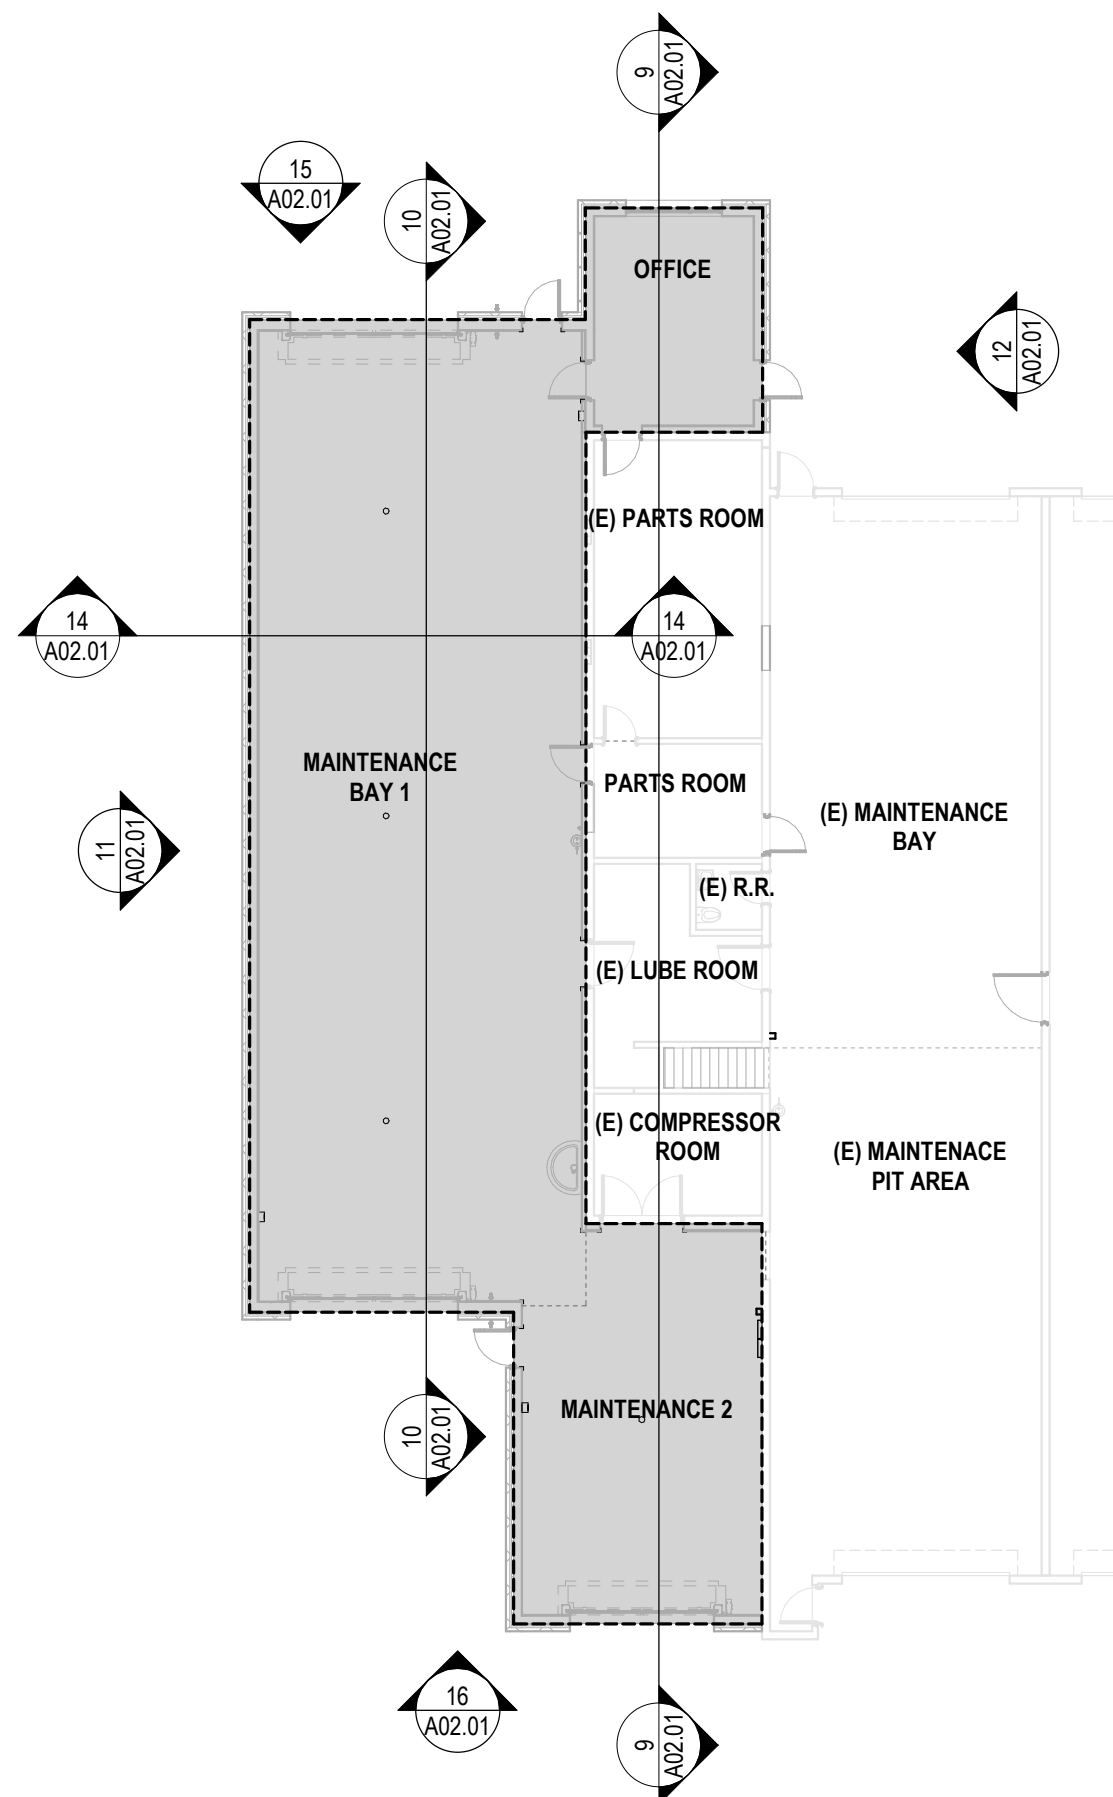 9
A02.01
15
A02.01
10
A02.01
OFFICE
12
A02.01
(E) PARTS ROOM
14
A02.01
14
A02.01
MAINTENANCE
BAY 1
PARTS ROOM
(E) MAINTENANCE
BAY
11
A02.01
(E) R.R.
(E) LUBE ROOM
(E) COMPRESSOR
ROOM
(E) MAINTENACE
PIT AREA
MAINTENANCE 2
10
A02.01
16
A02.01
9
A02.01